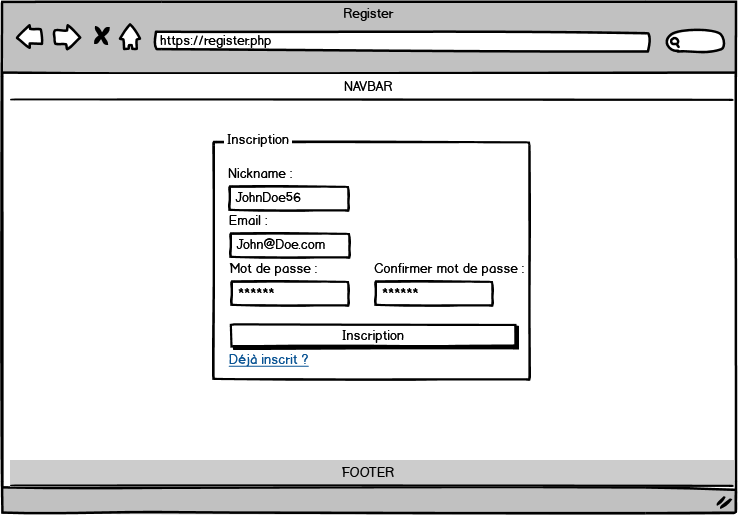 Register
https://register.php
NAVBAR
Inscription
Nickname :
JohnDoe56
Email :
John@Doe.com
Mot de passe : Confirmer mot de passe :
****** ******
Inscription
Déjà inscrit ?
FOOTER